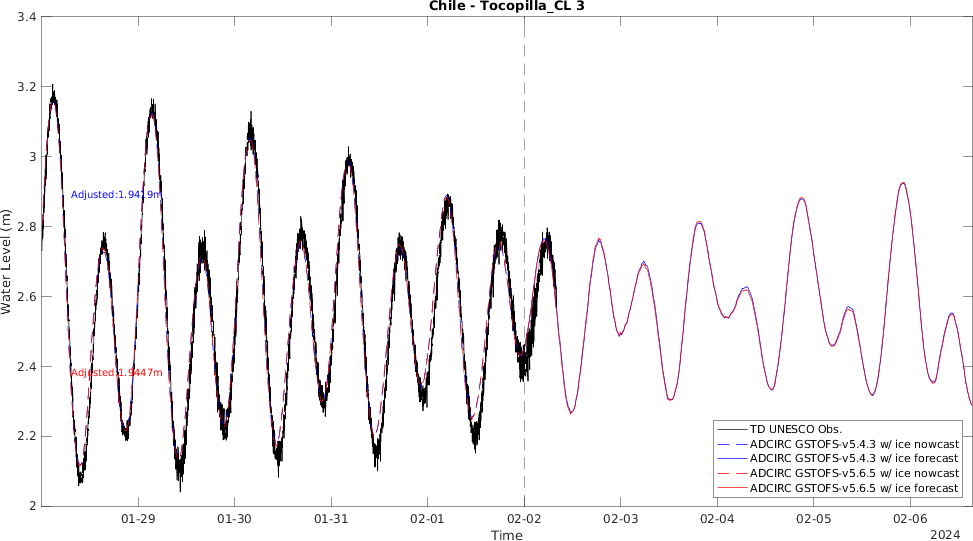 Chile - Tocopilla_CL 3
3.4
3.2
3
2.8
2.6
2.4
2.2
2
Water Level (m)
Adjusted:1.9419m
Adjusted:1.9447m
01-29
01-30
01-31
02-01
02-02
02-03
02-04
02-05
02-06
Time
2024
TD UNESCO Obs.
ADCIRC GSTOFS-v5.4.3 w/ ice nowcast
ADCIRC GSTOFS-v5.4.3 w/ ice forecast
ADCIRC GSTOFS-v5.6.5 w/ ice nowcast
ADCIRC GSTOFS-v5.6.5 w/ ice forecast